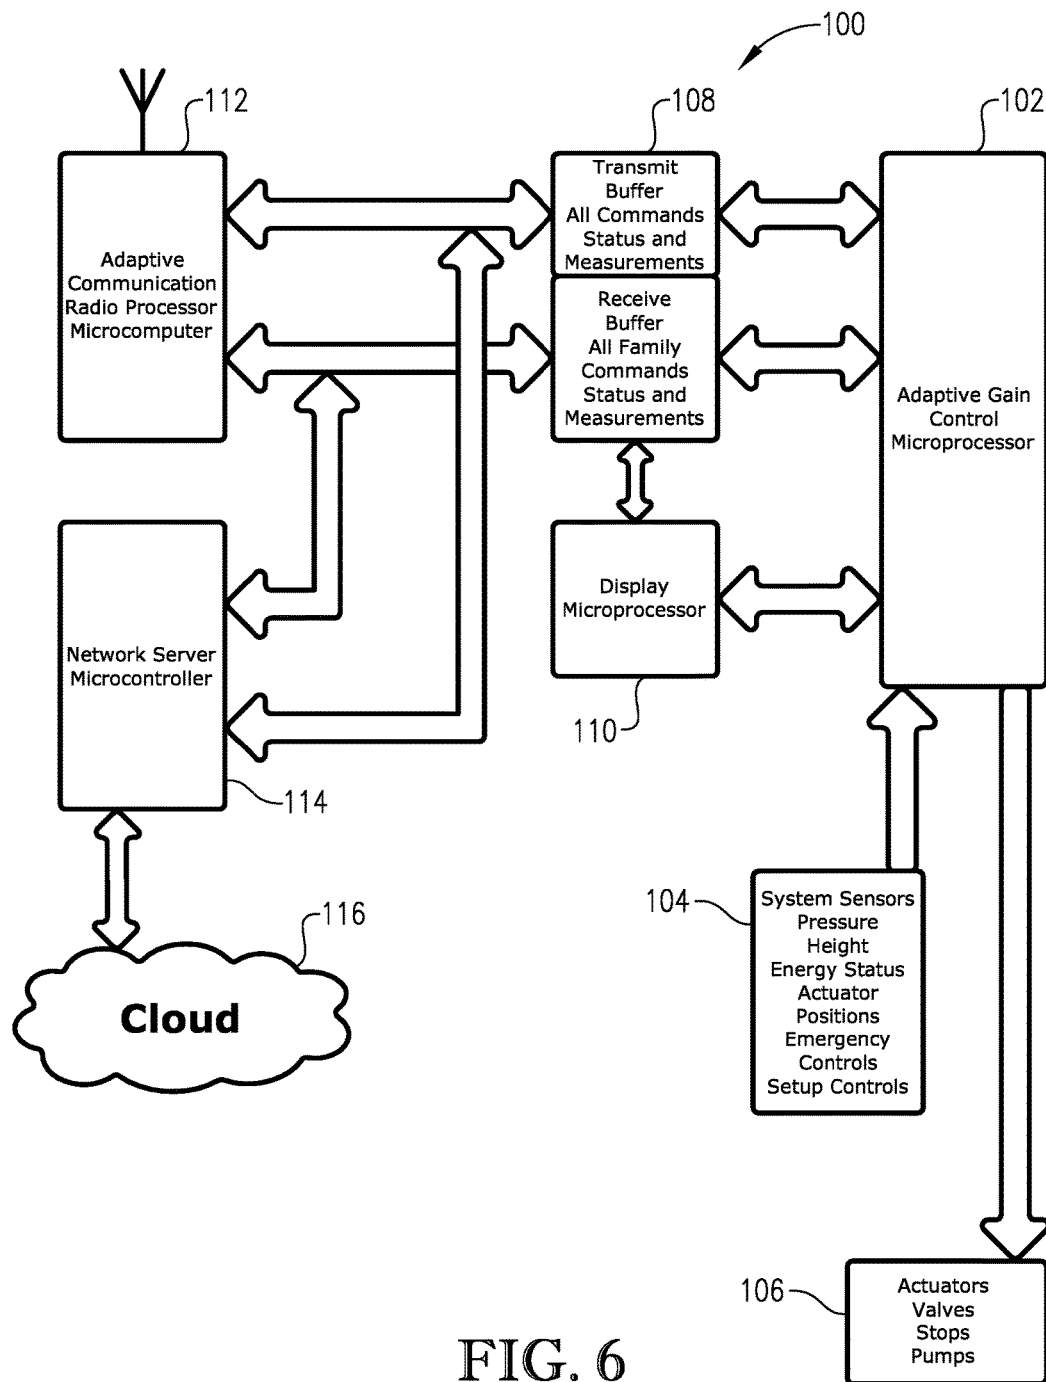 100
112
108
102
Adaptive
Communication
Radio Processor
Microcomputer
Transmit
Buffer
All Commands
Status and
Measurements
Receive
Buffer
All Family
Commands
Status and
Measurements
Adaptive Gain
Control
Microprocessor
Network Server
Microcontroller
114
Display
Microprocessor
110
116
Cloud
104
System Sensors
Pressure
Height
Energy Status
Actuator
Positions
Emergency
Controls
Setup Controls
106
Actuators
Valves
Stops
Pumps
FIG. 6